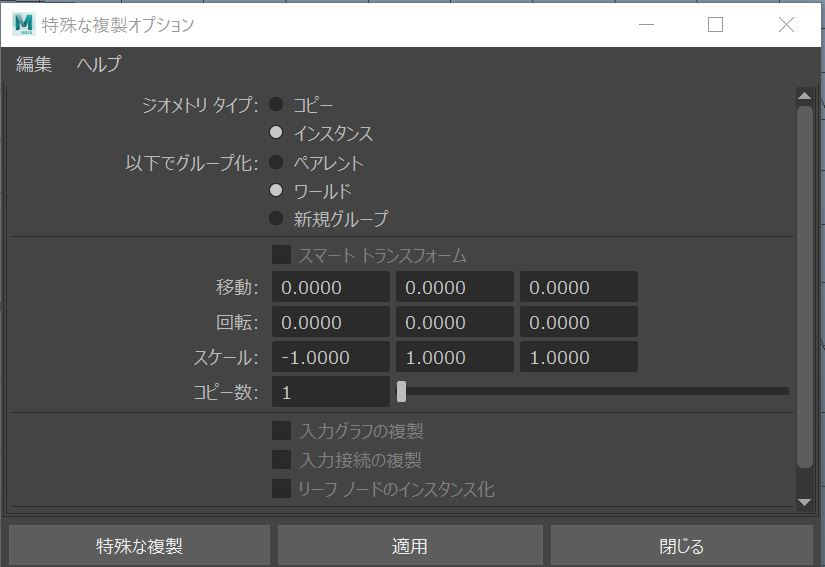 特殊な複製オプション
編集 ヘルプ
ジオメトリ タイプ: コピー
インスタンス
以下でグループ化: ペアレント
ワールド
新規グループ
スマート トランスフォーム
移動: 0.0000 0.0000 0.0000
回転: 0.0000 0.0000 0.0000
スケール: -1.0000 1.0000 1.0000
コピー数: 1
入力グラフの複製
入力接続の複製
リーフ ノードのインスタンス化
特殊な複製 適用 閉じる